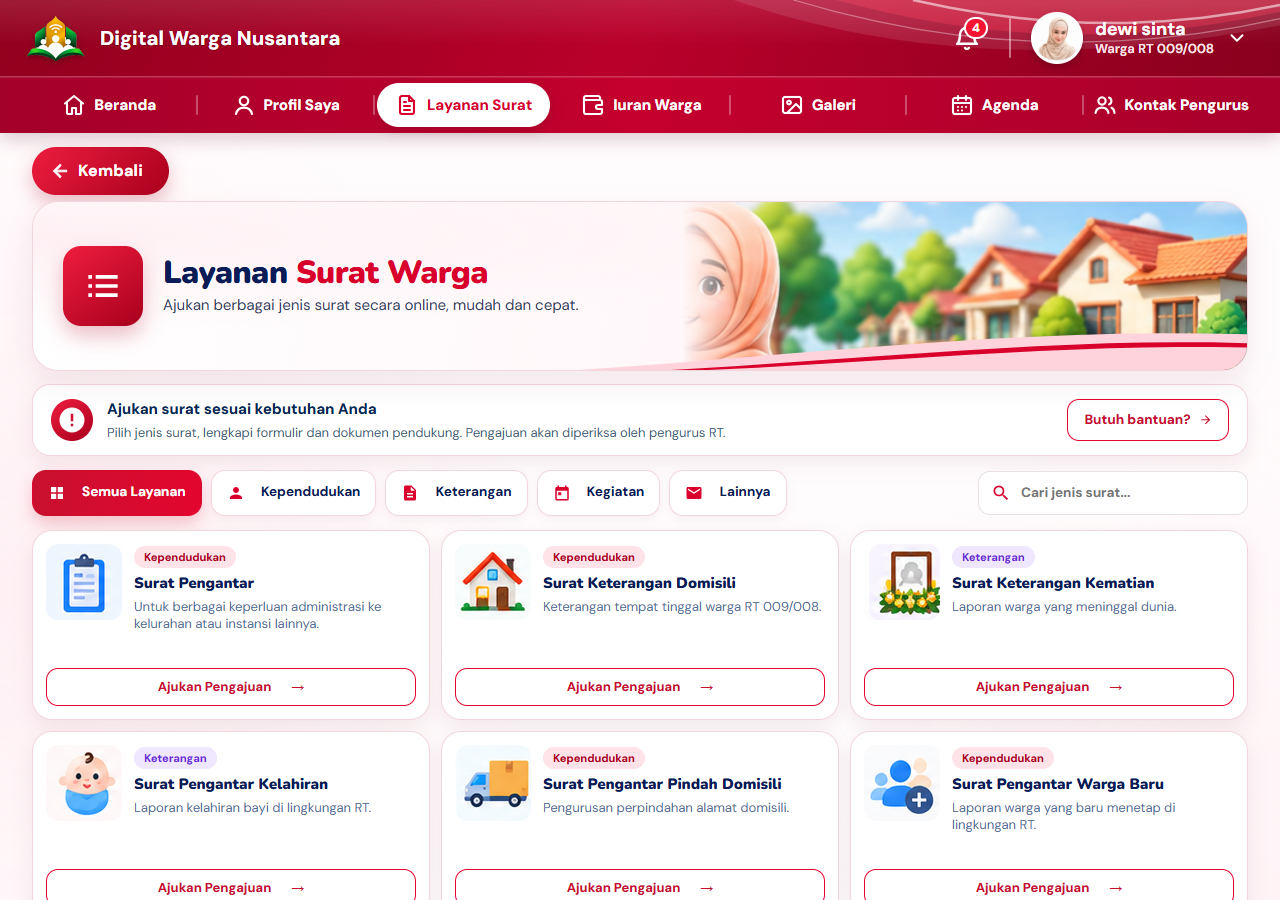 Digital Warga Nusantara
4
dewi sinta
Warga RT 009/008
Beranda
Profil Saya
Layanan Surat
Iuran Warga
Galeri
Agenda
Kontak Pengurus
Kembali
Layanan Surat Warga
Ajukan berbagai jenis surat secara online, mudah dan cepat.
Ajukan surat sesuai kebutuhan Anda
Pilih jenis surat, lengkapi formulir dan dokumen pendukung. Pengajuan akan diperiksa oleh pengurus RT.
Butuh bantuan? →
Semua Layanan
Kependudukan
Keterangan
Kegiatan
Lainnya
Cari jenis surat...
Kependudukan
Surat Pengantar
Untuk berbagai keperluan administrasi ke
kelurahan atau instansi lainnya.
Ajukan Pengajuan →
Kependudukan
Surat Keterangan Domisili
Keterangan tempat tinggal warga RT 009/008.
Ajukan Pengajuan →
Keterangan
Surat Keterangan Kematian
Laporan warga yang meninggal dunia.
Ajukan Pengajuan →
Keterangan
Surat Pengantar Kelahiran
Laporan kelahiran bayi di lingkungan RT.
Ajukan Pengajuan →
Kependudukan
Surat Pengantar Pindah Domisili
Pengurusan perpindahan alamat domisili.
Ajukan Pengajuan →
Kependudukan
Surat Pengantar Warga Baru
Laporan warga yang baru menetap di
lingkungan RT.
Ajukan Pengajuan →